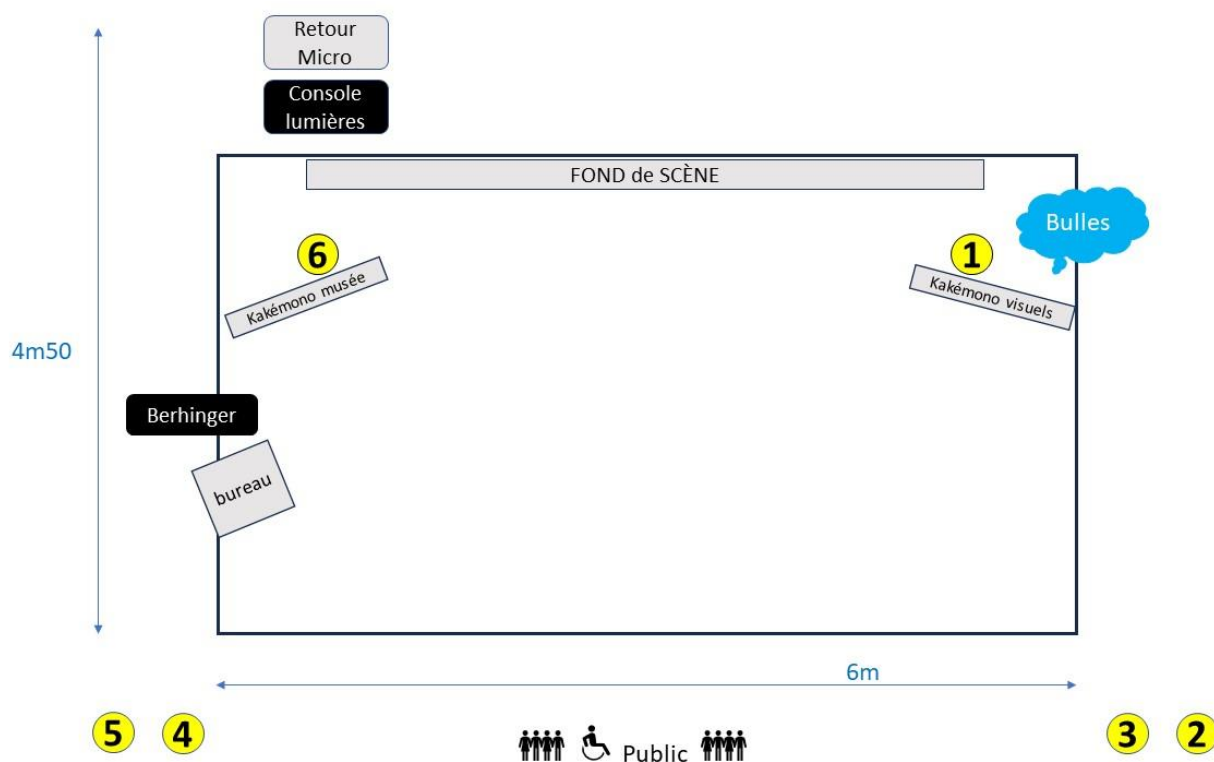 Retour
Micro
Console
lumières
FOND de SCÈNE
Bulles
6
1
Kakémono musée
Kakémono visuels
4m50
Berhinger
bureau
6m
5
4
Public
3
2